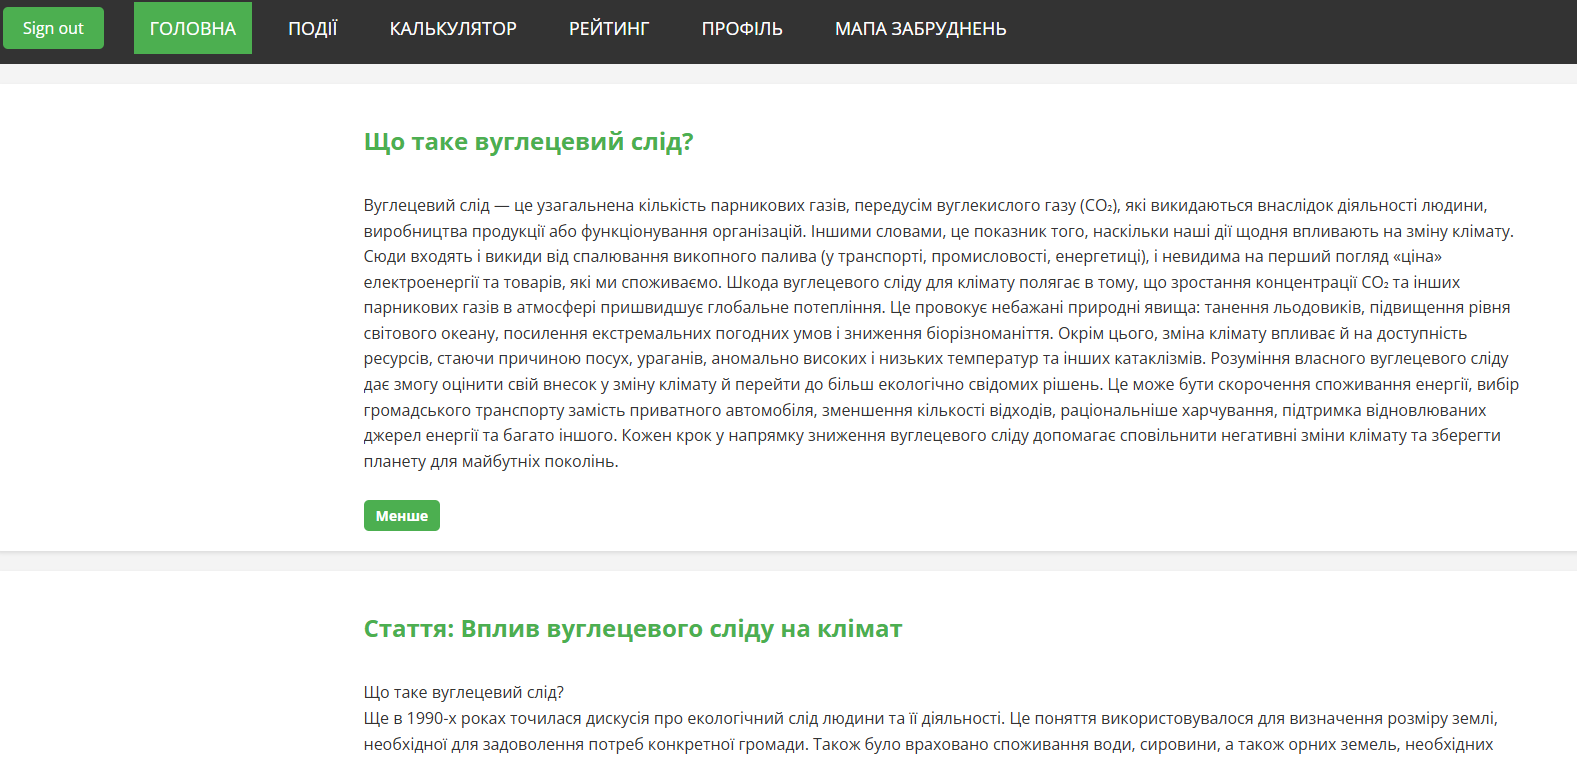 Sign out ГОЛОВНА ПОДІЇ КАЛЬКУЛЯТОР РЕЙТИНГ ПРОФІЛЬ МАПА ЗАБРУДНЕНЬ
Що таке вуглецевий слід?
Вуглецевий слід — це узагальнена кількість парникових газів, передусім вуглекислого газу (CO₂), які викидаються внаслідок діяльності людини,
виробництва продукції або функціонування організацій. Іншими словами, це показник того, наскільки наші дії щодня впливають на зміну клімату.
Сюди входять і викиди від спалювання викопного палива (у транспорті, промисловості, енергетиці), і невидима на перший погляд «ціна»
електроенергії та товарів, які ми споживаємо. Шкода вуглецевого сліду для клімату полягає в тому, що зростання концентрації CO₂ та інших
парникових газів в атмосфері пришвидшує глобальне потепління. Це провокує небажані природні явища: танення льодовиків, підвищення рівня
світового океану, посилення екстремальних погодних умов і зниження біорізноманіття. Окрім цього, зміна клімату впливає й на доступність
ресурсів, стаючи причиною посух, ураганів, аномально високих і низьких температур та інших катаклізмів. Розуміння власного вуглецевого сліду
дає змогу оцінити свій внесок у зміну клімату й перейти до більш екологічно свідомих рішень. Це може бути скорочення споживання енергії, вибір
громадського транспорту замість приватного автомобіля, зменшення кількості відходів, раціональніше харчування, підтримка відновлюваних
джерел енергії та багато іншого. Кожен крок у напрямку зниження вуглецевого сліду допомагає сповільнити негативні зміни клімату та зберегти
планету для майбутніх поколінь.
Менше
Стаття: Вплив вуглецевого сліду на клімат
Що таке вуглецевий слід?
Ще в 1990-х роках точилася дискусія про екологічний слід людини та її діяльності. Це поняття використовувалося для визначення розміру землі,
необхідної для задоволення потреб конкретної громади. Також було враховано споживання води, сировини, а також орних земель, необхідних